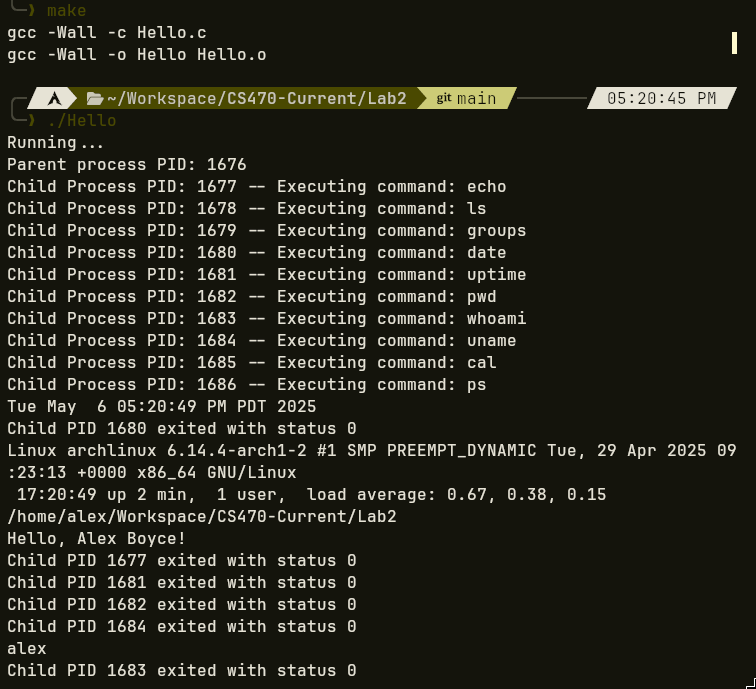 make
gcc -Wall -c Hello.c
gcc -Wall -o Hello Hello.o
~/Workspace/CS470-Current/Lab2 git main 05:20:45 PM
./Hello
Running...
Parent process PID: 1676
Child Process PID: 1677 -- Executing command: echo
Child Process PID: 1678 -- Executing command: ls
Child Process PID: 1679 -- Executing command: groups
Child Process PID: 1680 -- Executing command: date
Child Process PID: 1681 -- Executing command: uptime
Child Process PID: 1682 -- Executing command: pwd
Child Process PID: 1683 -- Executing command: whoami
Child Process PID: 1684 -- Executing command: uname
Child Process PID: 1685 -- Executing command: cal
Child Process PID: 1686 -- Executing command: ps
Tue May  6 05:20:49 PM PDT 2025
Child PID 1680 exited with status 0
Linux archlinux 6.14.4-arch1-2 #1 SMP PREEMPT_DYNAMIC Tue, 29 Apr 2025 09
:23:13 +0000 x86_64 GNU/Linux
 17:20:49 up 2 min,  1 user,  load average: 0.67, 0.38, 0.15
/home/alex/Workspace/CS470-Current/Lab2
Hello, Alex Boyce!
Child PID 1677 exited with status 0
Child PID 1681 exited with status 0
Child PID 1682 exited with status 0
Child PID 1684 exited with status 0
alex
Child PID 1683 exited with status 0